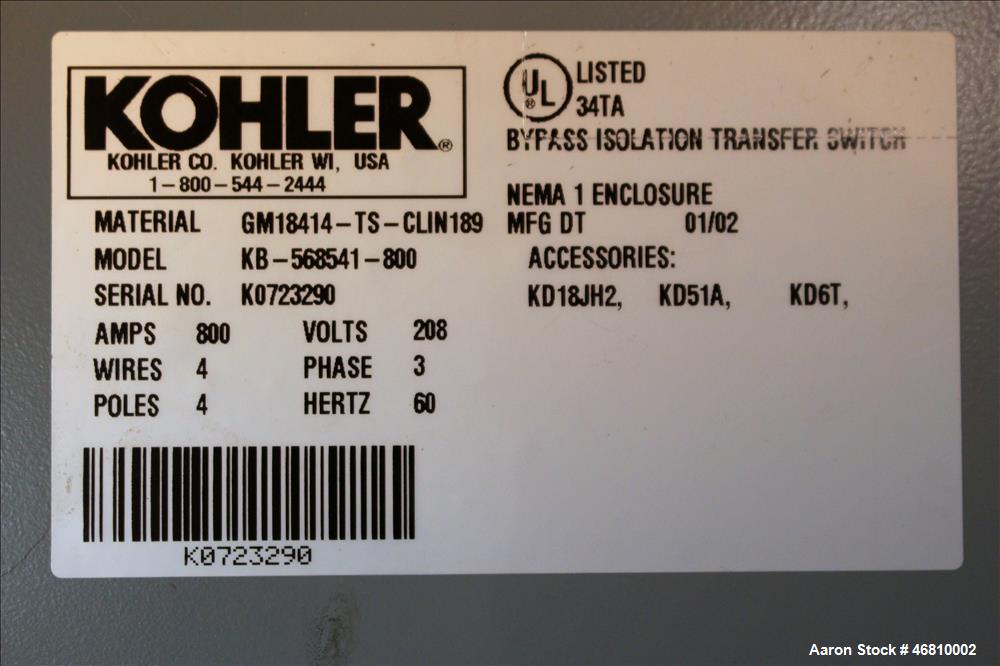 KOHLER®
KOHLER CO. KOHLER WI, USA
1-800-544-2444
UL®
LISTED
34TA
BYPASS ISOLATION TRANSFER SWITCH
NEMA 1 ENCLOSURE
MATERIAL GM18414-TS-CLIN189
MFG DT 01/02
MODEL KB-568541-800
ACCESSORIES:
SERIAL NO. K0723290
KD18JH2, KD51A, KD6T,
AMPS 800 VOLTS 208
WIRES 4 PHASE 3
POLES 4 HERTZ 60
K0723290
Aaron Stock # 46810002